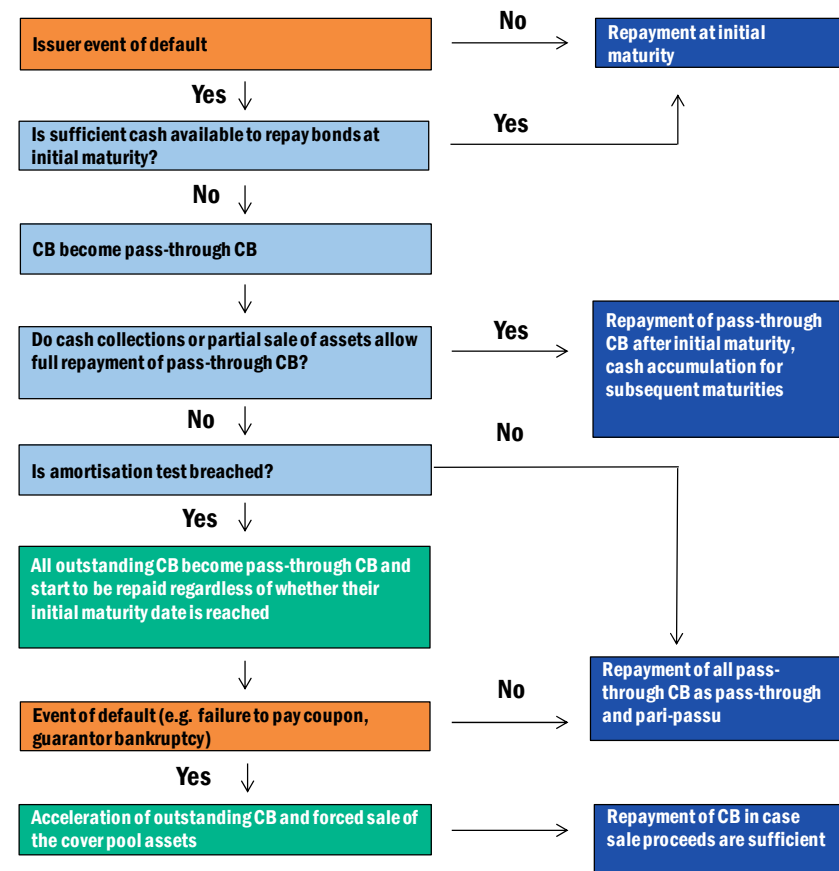 Issuer event of default
No
Repayment at initial
maturity
Yes
Is sufficient cash available to repay bonds at
initial maturity?
Yes
No
CB become pass-through CB
Do cash collections or partial sale of assets allow
full repayment of pass-through CB?
Yes
Repayment of pass-through
CB after initial maturity,
cash accumulation for
subsequent maturities
No
Is amortisation test breached?
No
Yes
All outstanding CB become pass-through CB and
start to be repaid regardless of whether their
initial maturity date is reached
Repayment of all pass-
through CB as pass-through
and pari-passu
Event of default (e.g. failure to pay coupon,
guarantor bankruptcy)
No
Yes
Acceleration of outstanding CB and forced sale of
the cover pool assets
Repayment of CB in case
sale proceeds are sufficient